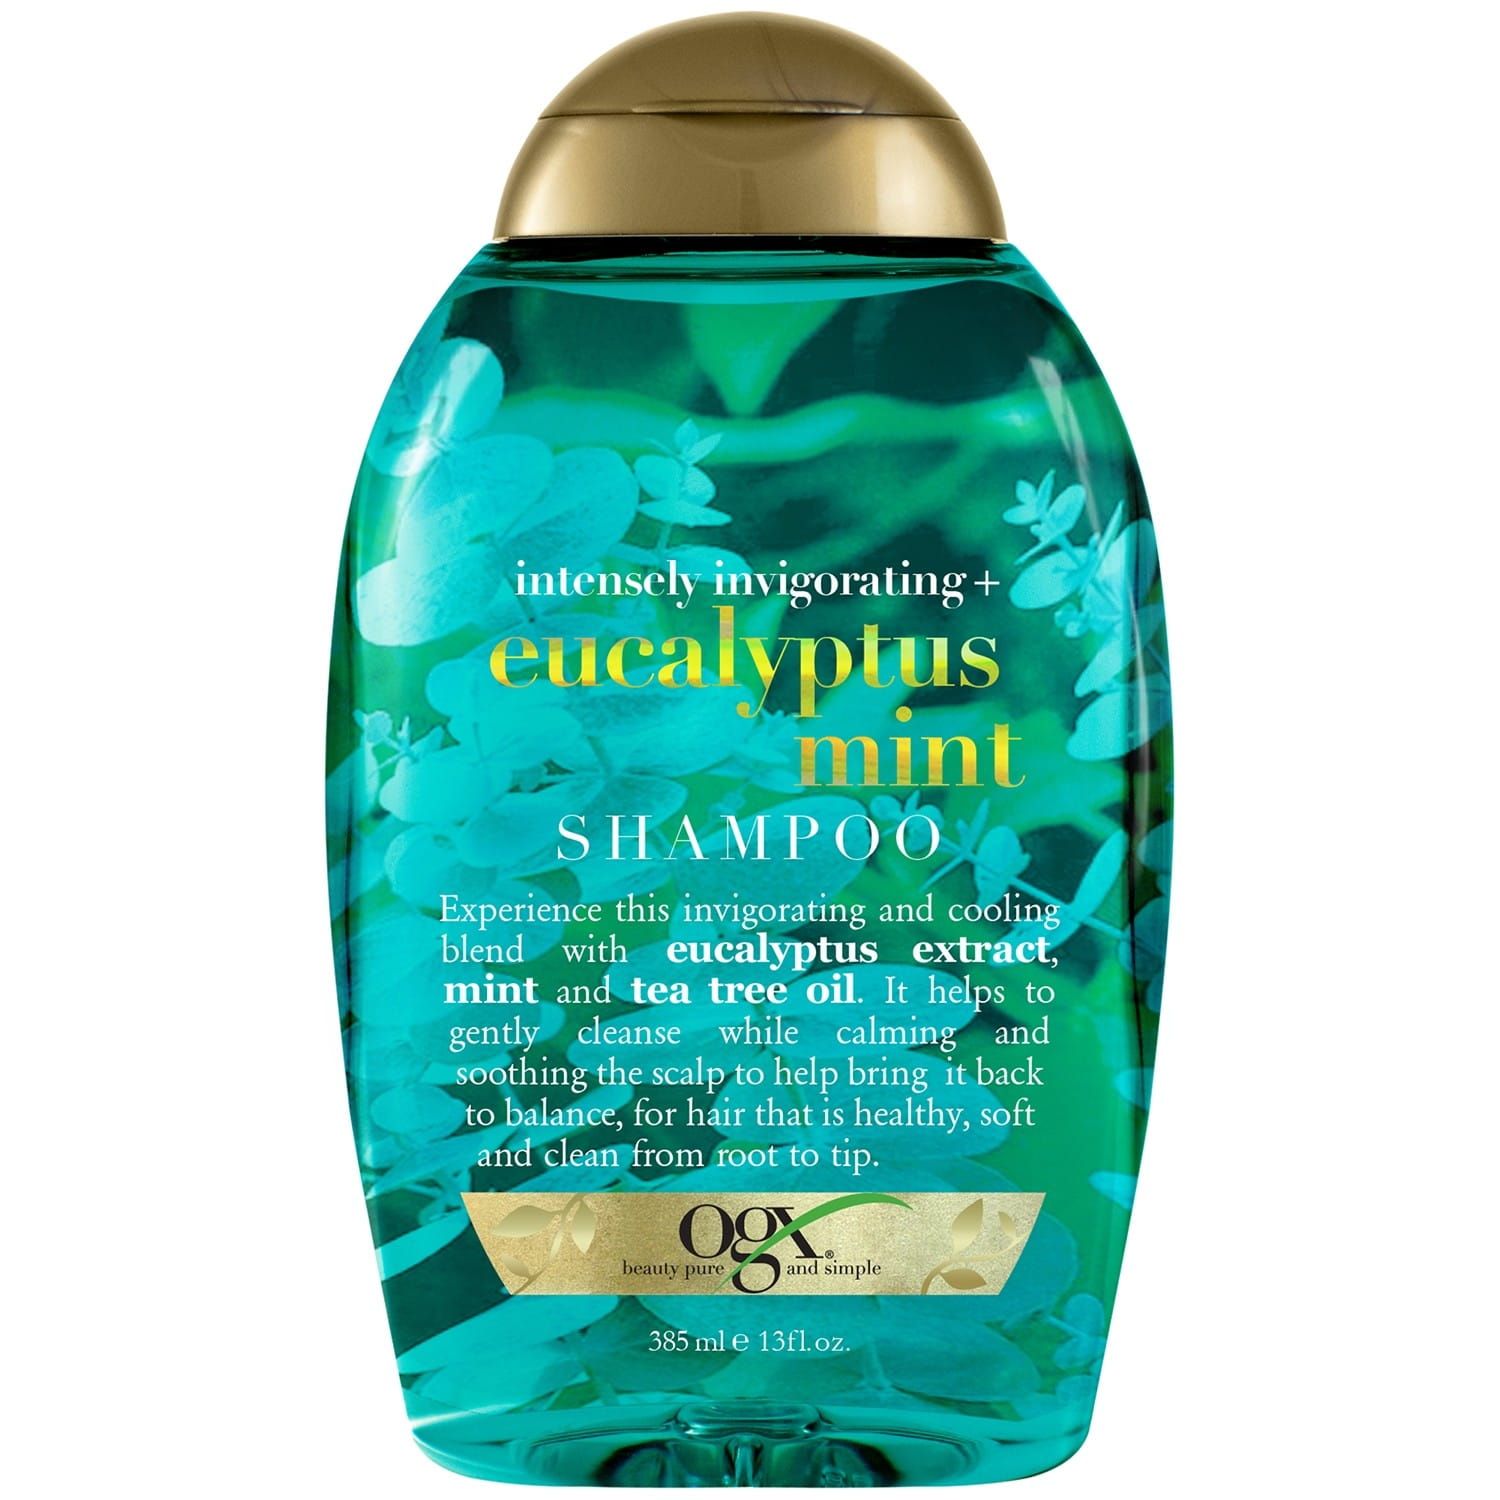 intensely invigorating+
eucalyptus
mint
SHAMPOO
Experience this invigorating and cooling
blend with eucalyptus extract,
mint and tea tree oil. It helps to
gently cleanse while calming and
soothing the scalp to help bring it back
to balance, for hair that is healthy, soft
and clean from root to tip.
ogx®
beauty pure and simple
385 ml ℮ 13fl.oz.